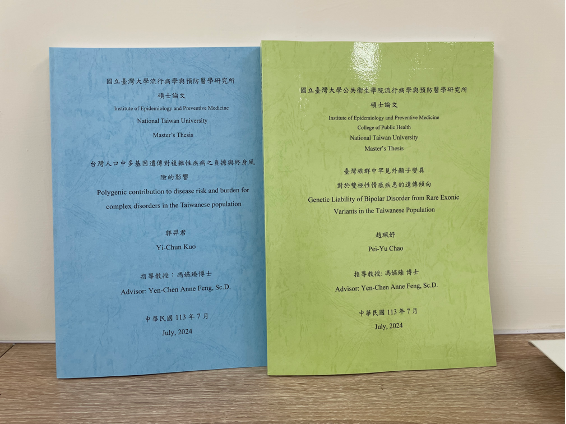 國立臺灣大學流行病學與預防醫學研究所
碩士論文
Institute of Epidemiology and Preventive Medicine
National Taiwan University
Master's Thesis
台灣人口中多基因遺傳對複雜性疾病之負擔與終身風
險的影響
Polygenic contribution to disease risk and burden for
complex disorders in the Taiwanese population
郭羿君
Yi-Chun Kuo
指導教授：馮嬿臻博士
Advisor: Yen-Chen Anne Feng, Sc.D.
中華民國 113 年 7 月
July, 2024
國立臺灣大學公共衛生學院流行病學與預防醫學研究所
碩士論文
Institute of Epidemiology and Preventive Medicine
College of Public Health
National Taiwan University
Master's Thesis
臺灣族群中罕見外顯子變異
對於雙極性情感疾患的遺傳傾向
Genetic Liability of Bipolar Disorder from Rare Exonic
Variants in the Taiwanese Population
趙
Pei-Yu Chao
指導教授: 馮嬿臻 博士
Advisor: Yen-Chen Anne Feng, Sc.D.
中華民國 113 年 7 月
July, 2024